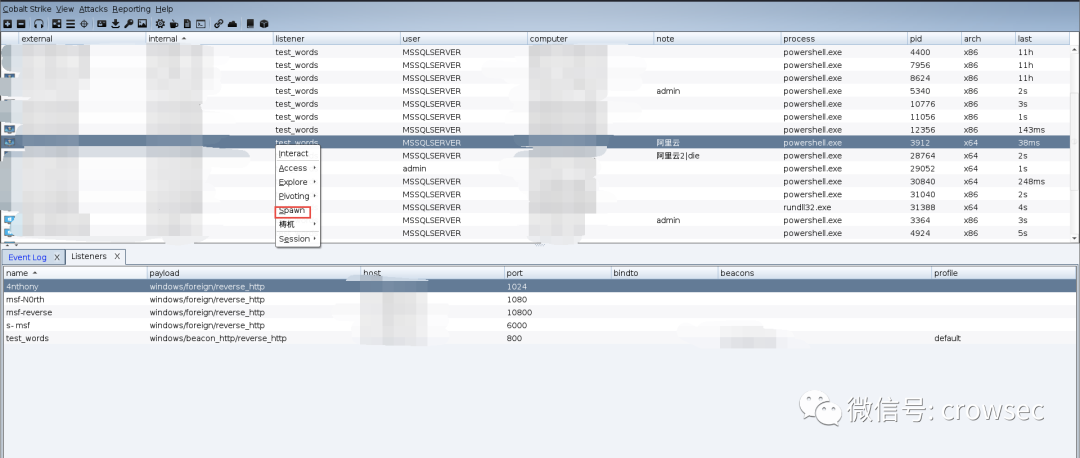 Cobalt Strike View Attacks Reporting Help
external internal listener user computer note process pid arch last
test_words MSSQLSERVER powershell.exe 4400 x86 11h
test_words MSSQLSERVER powershell.exe 7956 x86 11h
test_words MSSQLSERVER powershell.exe 8624 x86 11h
test_words MSSQLSERVER admin powershell.exe 5340 x86 2s
test_words MSSQLSERVER powershell.exe 10776 x86 3s
test_words MSSQLSERVER powershell.exe 11056 x86 1s
test_words MSSQLSERVER powershell.exe 12356 x86 143ms
test_words MSSQLSERVER 阿里云 powershell.exe 3912 x64 38ms
MSSQLSERVER 阿里云2|die powershell.exe 28764 x64 2s
admin powershell.exe 29052 x64 1s
MSSQLSERVER powershell.exe 30840 x64 248ms
MSSQLSERVER powershell.exe 31040 x64 2s
MSSQLSERVER rundll32.exe 31388 x64 4s
MSSQLSERVER admin powershell.exe 3364 x86 3s
MSSQLSERVER powershell.exe 4924 x86 5s
Interact
Access
Explore
Pivoting
Spawn
梼杌
Session
Event Log X Listeners X
name payload host port bindto beacons profile
4nthony windows/foreign/reverse_http 1024
msf-N0rth windows/foreign/reverse_http 1080
msf-reverse windows/foreign/reverse_http 10800
s-msf windows/foreign/reverse_http 6000
test_words windows/beacon_http/reverse_http 800 default
微信号: crowsec